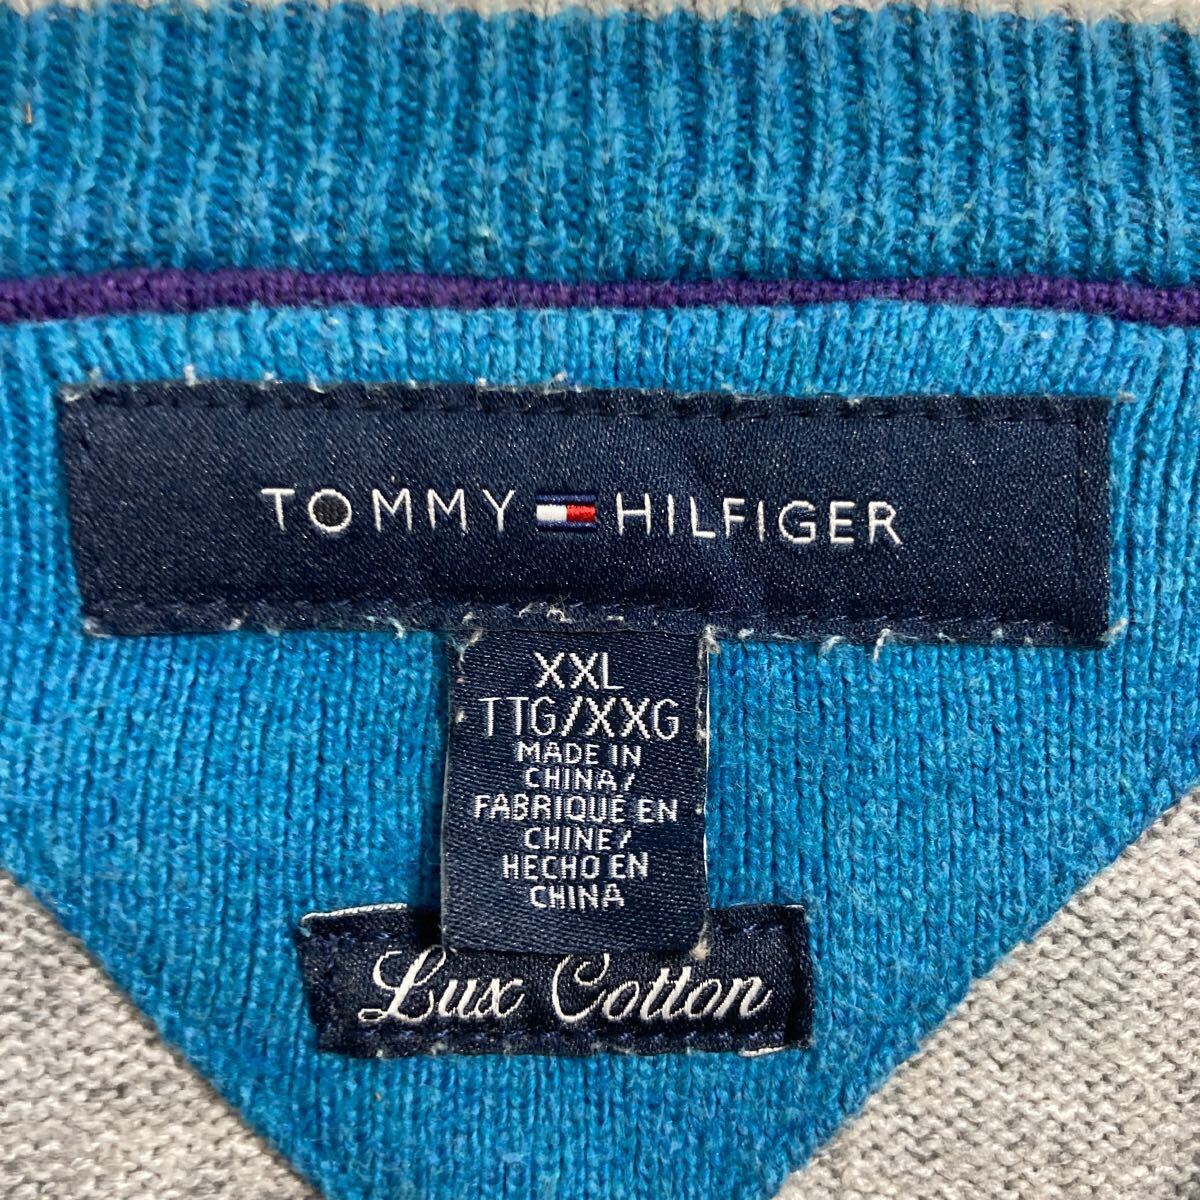 TOMMY HILFIGER
XXL
TTG/XXG
MADE IN
CHINA/
FABRIQUÉ EN
CHINE/
HECHO EN
CHINA
Lux Cotton